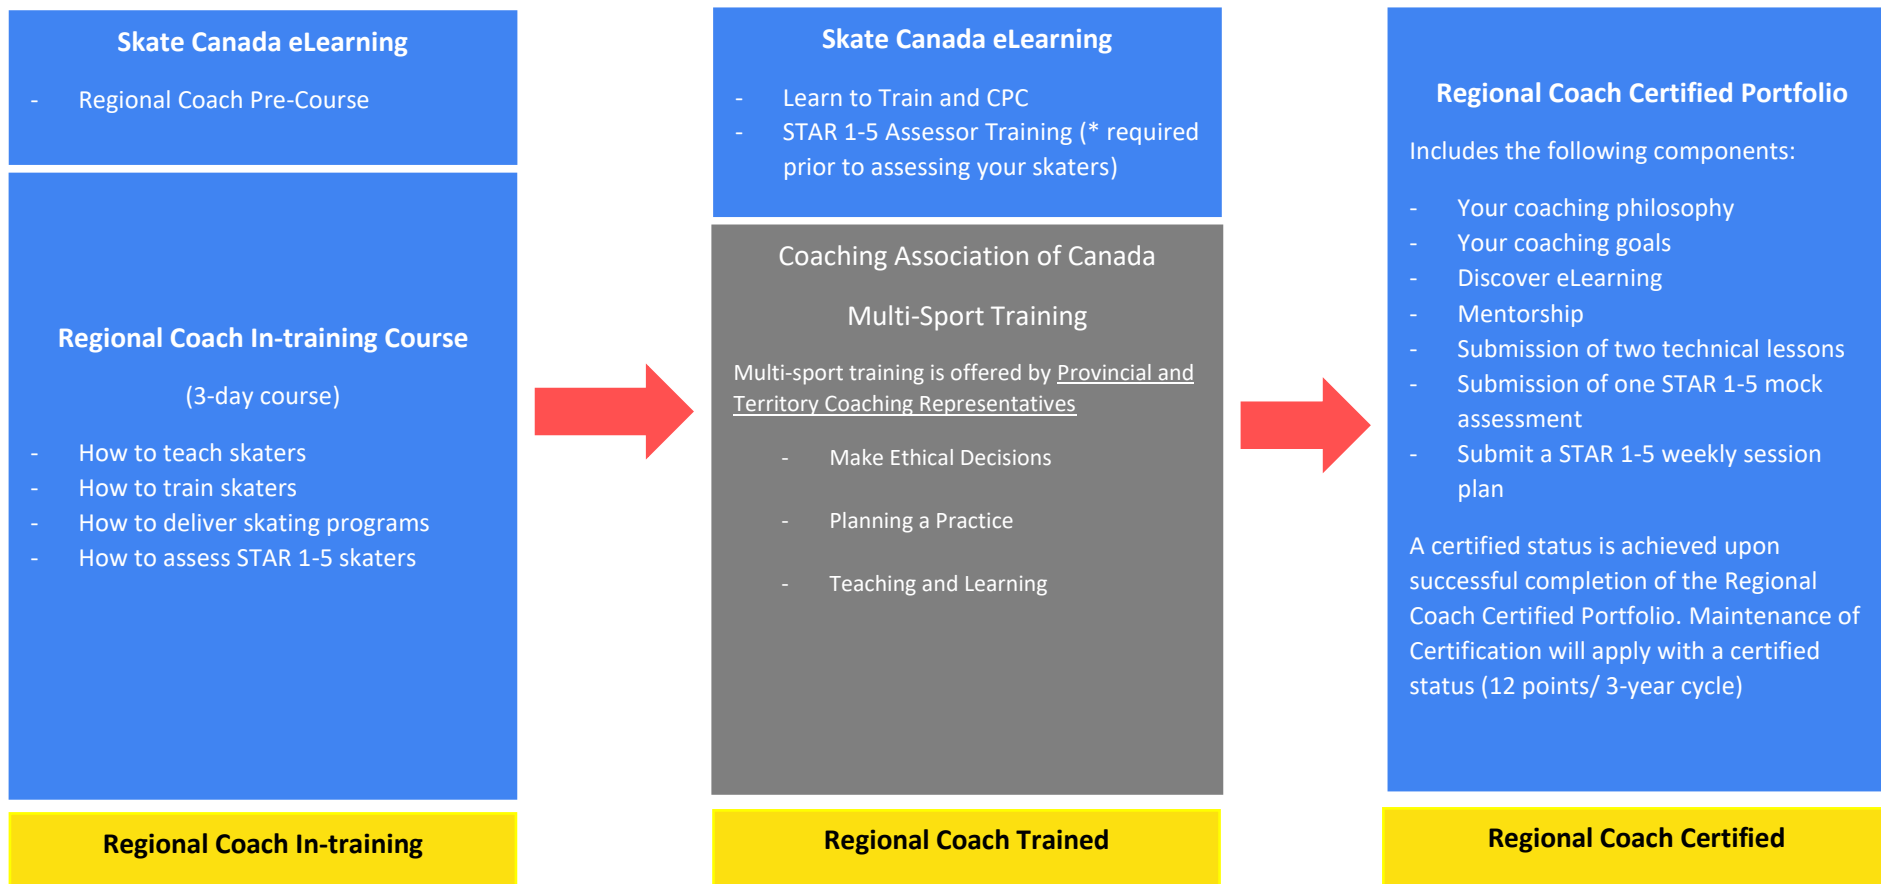 Skate Canada eLearning
- Regional Coach Pre-Course
Regional Coach In-training Course
(3-day course)
- How to teach skaters
- How to train skaters
- How to deliver skating programs
- How to assess STAR 1-5 skaters
Regional Coach In-training
Skate Canada eLearning
- Learn to Train and CPC
- STAR 1-5 Assessor Training (* required
prior to assessing your skaters)
Coaching Association of Canada
Multi-Sport Training
Multi-sport training is offered by Provincial and
Territory Coaching Representatives
- Make Ethical Decisions
- Planning a Practice
- Teaching and Learning
Regional Coach Trained
Regional Coach Certified Portfolio
Includes the following components:
- Your coaching philosophy
- Your coaching goals
- Discover eLearning
- Mentorship
- Submission of two technical lessons
- Submission of one STAR 1-5 mock
assessment
- Submit a STAR 1-5 weekly session
plan
A certified status is achieved upon
successful completion of the Regional
Coach Certified Portfolio. Maintenance of
Certification will apply with a certified
status (12 points/ 3-year cycle)
Regional Coach Certified